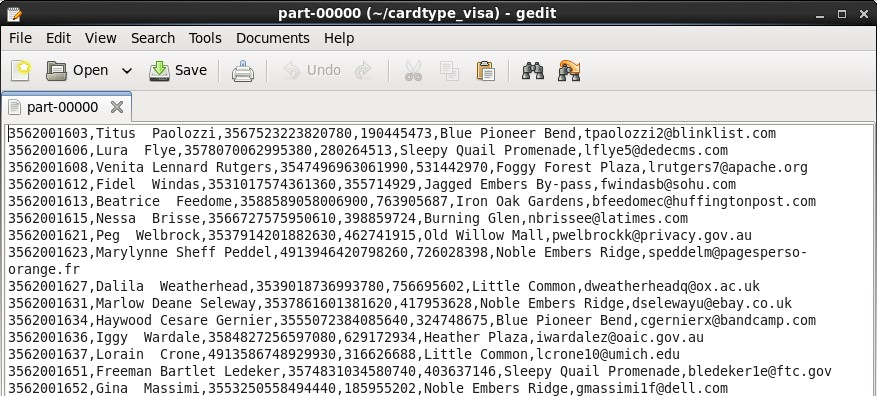 part-00000 (~/cardtype_visa) - gedit
File Edit View Search Tools Documents Help
Open Save Undo
part-00000
3562001603,Titus  Paolozzi,3567523223820780,190445473,Blue Pioneer Bend,tpaolozzi2@blinklist.com
3562001606,Lura  Flye,3578070062995380,280264513,Sleepy Quail Promenade,lflye5@dedecms.com
3562001608,Venita Lennard Rutgers,3547496963061990,531442970,Foggy Forest Plaza,lrutgers7@apache.org
3562001612,Fidel  Windas,3531017574361360,355714929,Jagged Embers By-pass,fwindasb@sohu.com
3562001613,Beatrice  Feedome,3588589058006900,763905687,Iron Oak Gardens,bfeedomec@huffingtonpost.com
3562001615,Nessa  Brisse,3566727575950610,398859724,Burning Glen,nbrissee@latimes.com
3562001621,Peg  Welbrock,3537914201882630,462741915,Old Willow Mall,pwelbrockk@privacy.gov.au
3562001623,Marylynne Sheff Peddel,4913946420798260,726028398,Noble Embers Ridge,speddelm@pagesperso-
orange.fr
3562001627,Dalila  Weatherhead,3539018736993780,756695602,Little Common,dweatherheadq@ox.ac.uk
3562001631,Marlow Deane Seleway,3537861601381620,417953628,Noble Embers Ridge,dselewayu@ebay.co.uk
3562001634,Haywood Cesare Gernier,3555072384085640,324748675,Blue Pioneer Bend,cgernierx@bandcamp.com
3562001636,Iggy  Wardale,3584827256597080,629172934,Heather Plaza,iwardalez@oaic.gov.au
3562001637,Lorain  Crone,4913586748929930,316626688,Little Common,lcrone10@umich.edu
3562001651,Freeman Bartlet Ledeker,3574831034580740,403637146,Sleepy Quail Promenade,bledeker1e@ftc.gov
3562001652,Gina  Massimi,3553250558494440,185955202,Noble Embers Ridge,gmassimi1f@dell.com